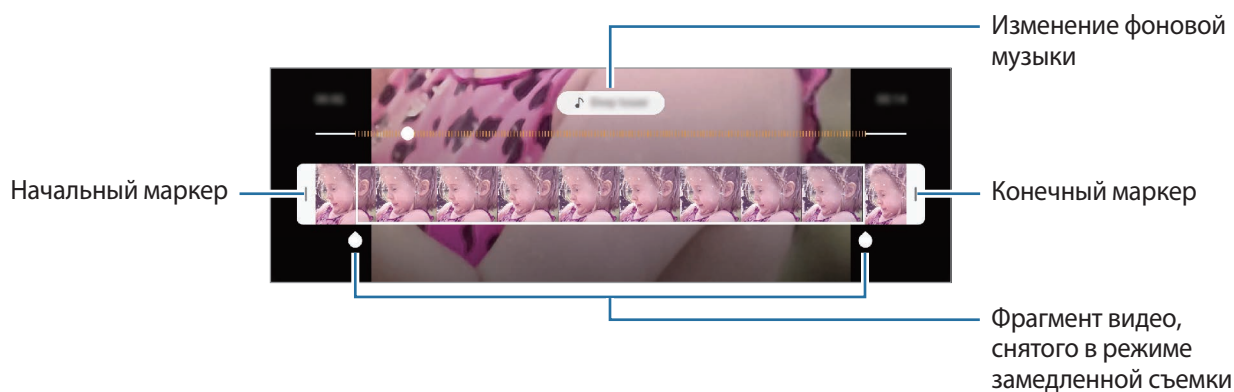 Изменение фоновой
музыки
Начальный маркер
Конечный маркер
Фрагмент видео,
снятого в режиме
замедленной съемки